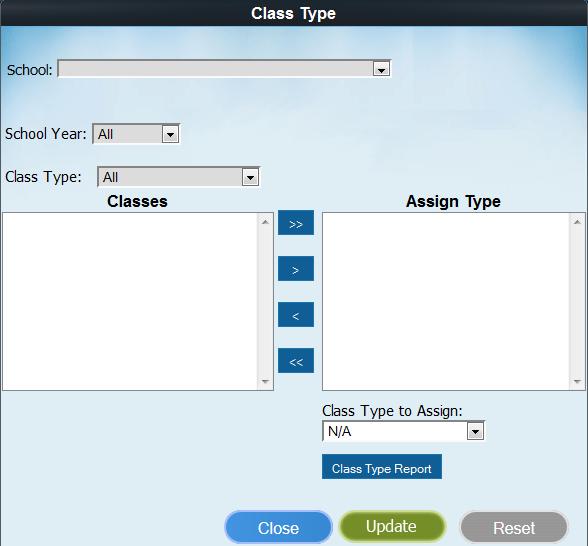 Class Type
School:
School Year: All
Class Type: All
Classes
Assign Type
>>
>
<
<<
Class Type to Assign:
N/A
Class Type Report
Close Update Reset